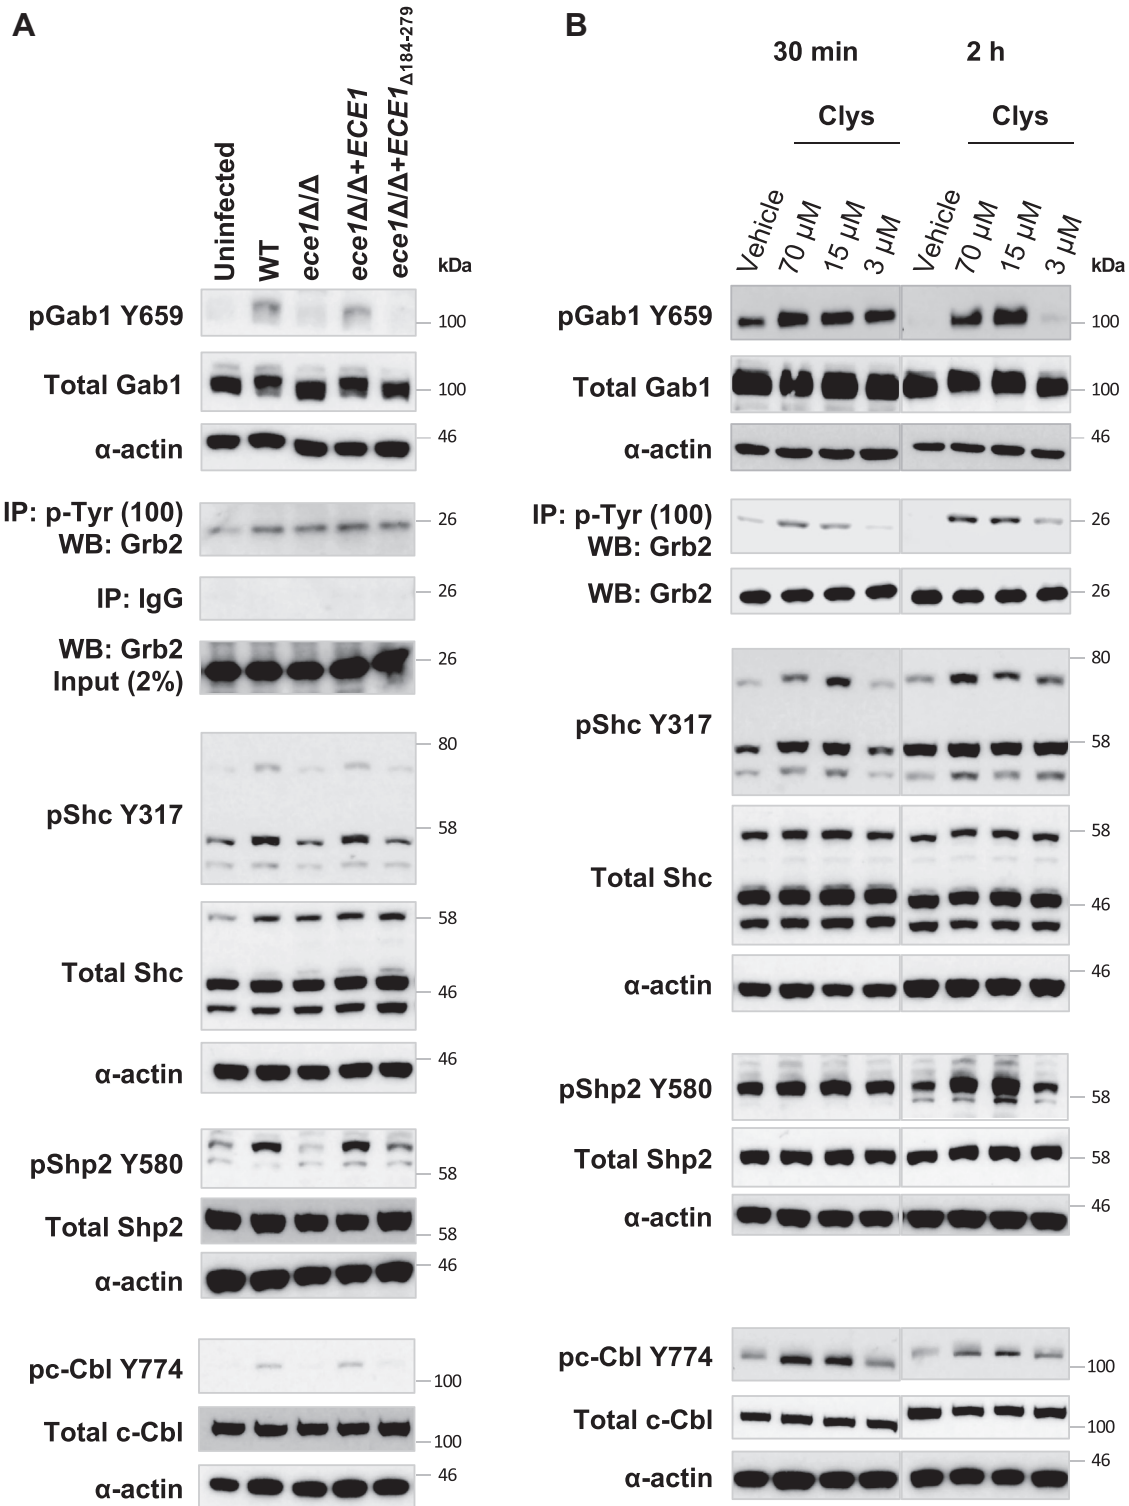 A
Uninfected
WT
ece1Δ/Δ
ece1Δ/Δ+ECE1
ece1Δ/Δ+ECE1Δ184-279
kDa
pGab1 Y659
100
Total Gab1
100
α-actin
46
IP: p-Tyr (100)
WB: Grb2
26
IP: IgG
26
WB: Grb2
Input (2%)
26
80
pShc Y317
58
58
Total Shc
46
α-actin
46
pShp2 Y580
58
Total Shp2
58
α-actin
46
pc-Cbl Y774
100
Total c-Cbl
100
α-actin
46
B
30 min
2 h
Clys
Clys
Vehicle
70 µM
15 µM
3 µM
Vehicle
70 µM
15 µM
3 µM
kDa
pGab1 Y659
100
Total Gab1
100
α-actin
46
IP: p-Tyr (100)
WB: Grb2
26
WB: Grb2
26
80
pShc Y317
58
58
Total Shc
46
α-actin
46
pShp2 Y580
58
Total Shp2
58
α-actin
46
pc-Cbl Y774
100
Total c-Cbl
100
α-actin
46